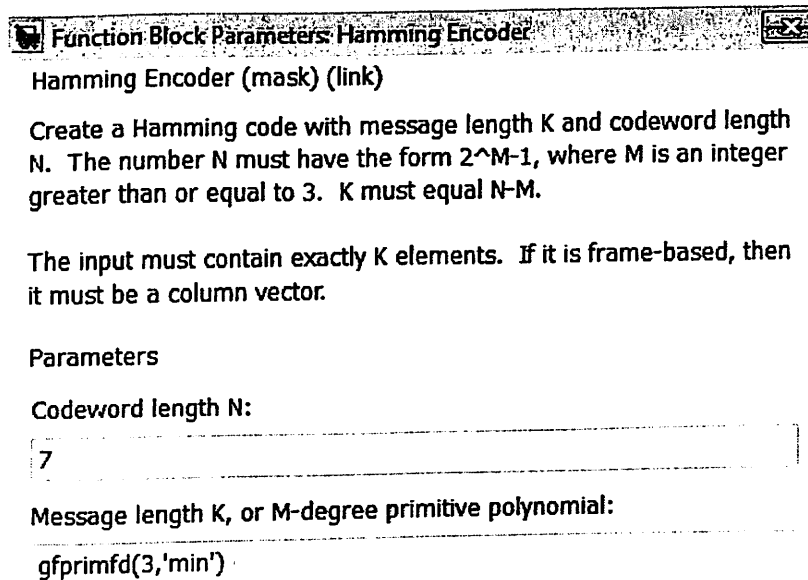 Function Block Parameters: Hamming Encoder
Hamming Encoder (mask) (link)
Create a Hamming code with message length K and codeword length
N. The number N must have the form 2^M-1, where M is an integer
greater than or equal to 3. K must equal N-M.
The input must contain exactly K elements. If it is frame-based, then
it must be a column vector.
Parameters
Codeword length N:
7
Message length K, or M-degree primitive polynomial:
gfprimfd(3,'min')